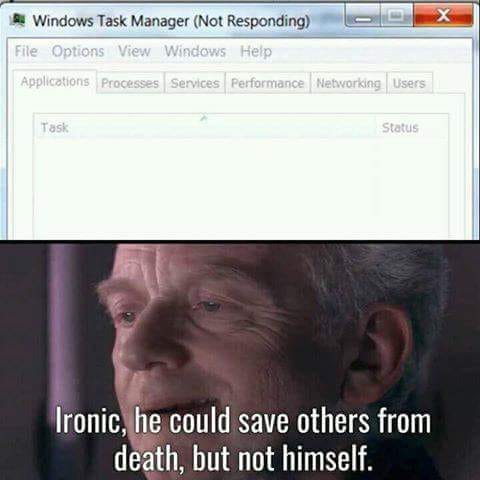 Windows Task Manager (Not Responding)
File Options View Windows Help
Applications Processes Services Performance Networking Users
Task Status
Ironic, he could save others from
death, but not himself.